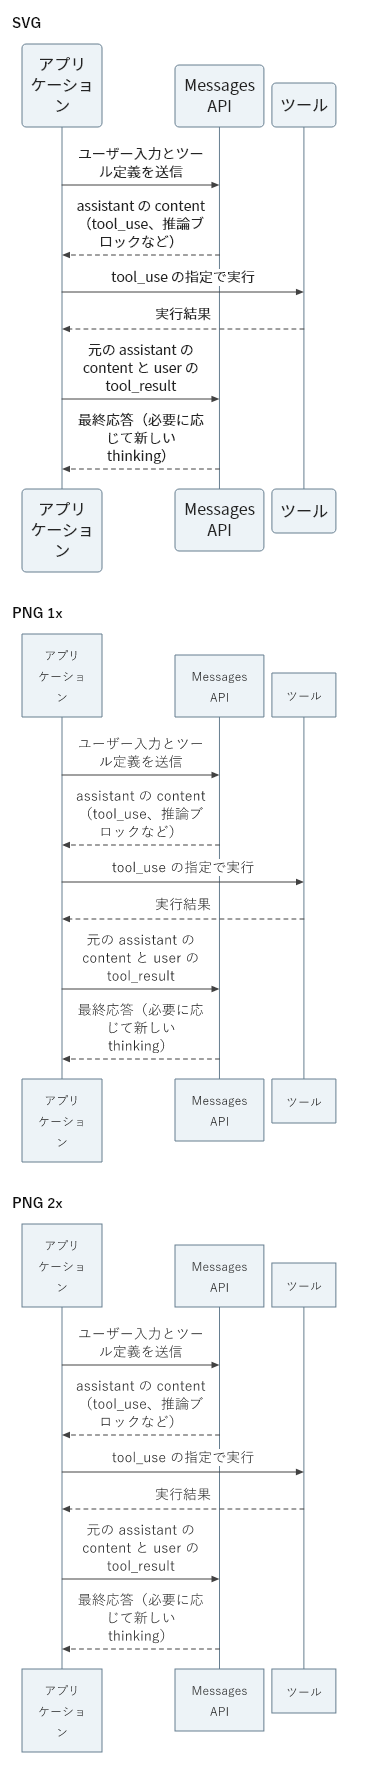 SVG
アプリ
ケーショ
ン
Messages
API
ツール
ユーザー入力とツー
ル定義を送信
assistant の content
（tool_use、推論ブ
ロックなど）
tool_use の指定で実行
実行結果
元の assistant の
content と user の
tool_result
最終応答（必要に応
じて新しい
thinking）
アプリ
ケーショ
ン
Messages
API
ツール
PNG 1x
アプリ
ケーショ
ン
Messages
API
ツール
ユーザー入力とツー
ル定義を送信
assistant の content
（tool_use、推論ブ
ロックなど）
tool_use の指定で実行
実行結果
元の assistant の
content と user の
tool_result
最終応答（必要に応
じて新しい
thinking）
アプリ
ケーショ
ン
Messages
API
ツール
PNG 2x
アプリ
ケーショ
ン
Messages
API
ツール
ユーザー入力とツー
ル定義を送信
assistant の content
（tool_use、推論ブ
ロックなど）
tool_use の指定で実行
実行結果
元の assistant の
content と user の
tool_result
最終応答（必要に応
じて新しい
thinking）
アプリ
ケーショ
ン
Messages
API
ツール